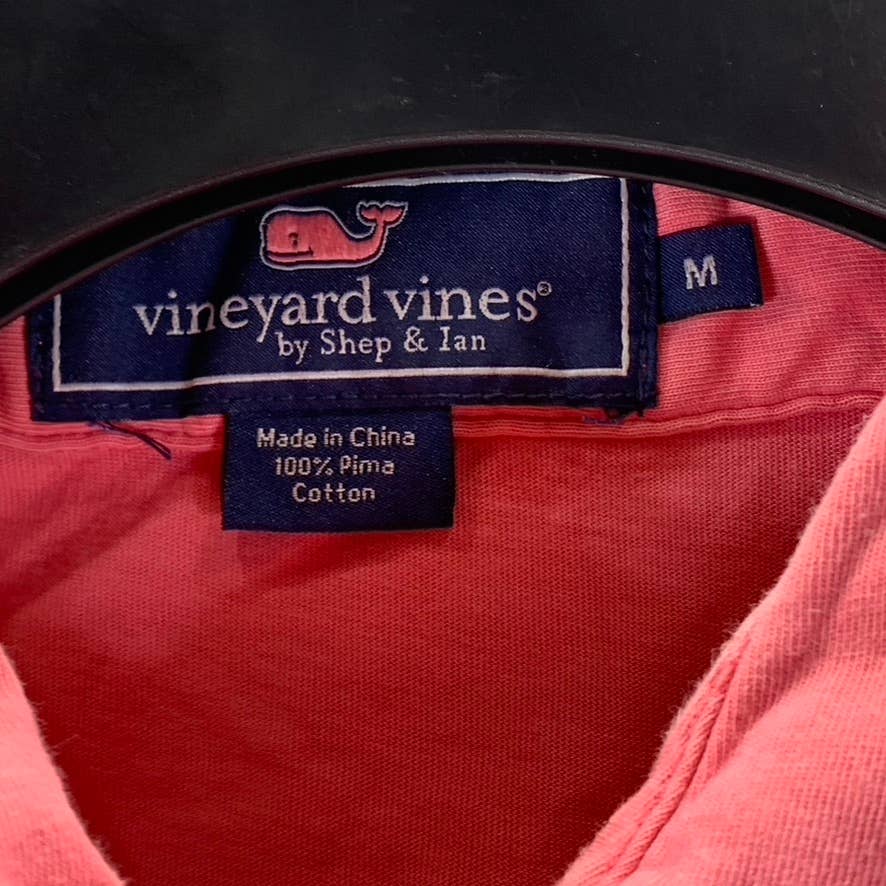 vineyard vines®
by Shep & Ian
M
Made in China
100% Pima
Cotton